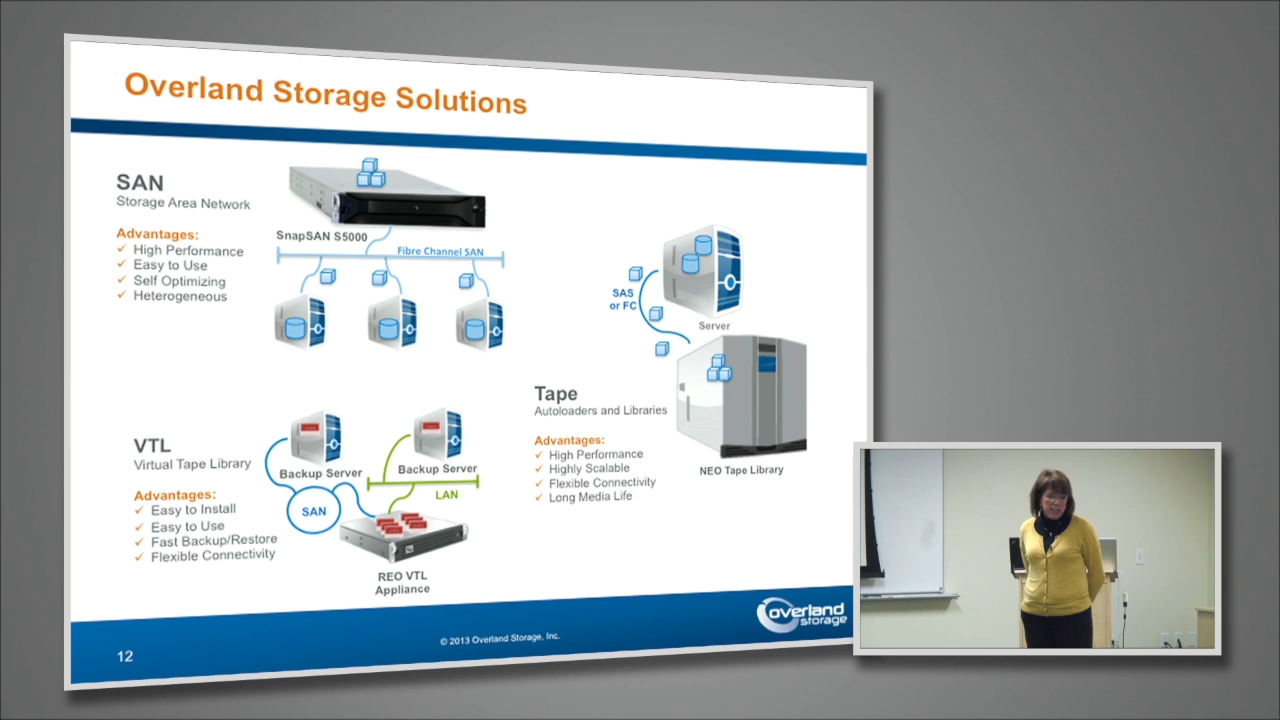 Overland Storage Solutions
SAN
Storage Area Network
Advantages:
✓ High Performance
✓ Easy to Use
✓ Self Optimizing
✓ Heterogeneous
SnapSAN S5000
Fibre Channel SAN
SAS
or FC
Server
Tape
Autoloaders and Libraries
Advantages:
✓ High Performance
✓ Highly Scalable
✓ Flexible Connectivity
✓ Long Media Life
NEO Tape Library
VTL
Virtual Tape Library
Advantages:
✓ Easy to Install
✓ Easy to Use
✓ Fast Backup/Restore
✓ Flexible Connectivity
Backup Server
Backup Server
LAN
SAN
REO VTL
Appliance
12
© 2013 Overland Storage, Inc.
overland
storage